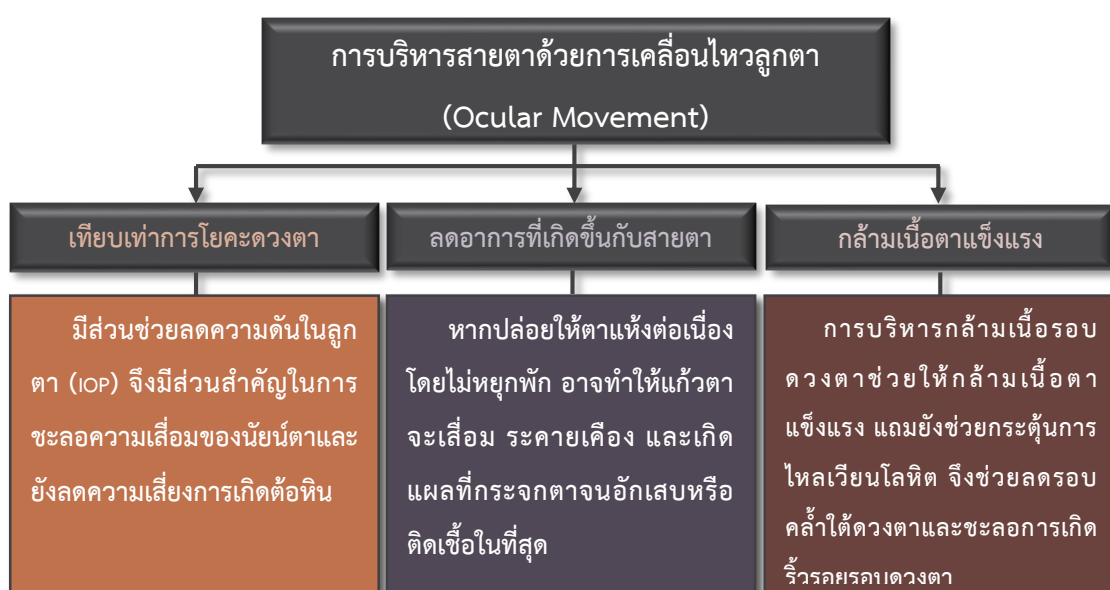 การบริหารสายตาด้วยการเคลื่อนไหวลูกตา
(Ocular Movement)
เทียบเท่าการโยคะดวงตา
มีส่วนช่วยลดความดันในลูก
ตา (IOP) จึงมีส่วนสำคัญในการ
ชะลอความเสื่อมของนัยน์ตาและ
ยังลดความเสี่ยงการเกิดต้อหิน
ลดอาการที่เกิดขึ้นกับสายตา
หากปล่อยให้ตาแห้งต่อเนื่อง
โดยไม่หยุกพัก อาจทำให้แก้วตา
จะเสื่อม ระคายเคือง และเกิด
แผลที่กระจกตาจนอักเสบหรือ
ติดเชื้อในที่สุด
กล้ามเนื้อตาแข็งแรง
การบริหารกล้ามเนื้อรอบ
ดวงตาช่วยให้กล้ามเนื้อตา
แข็งแรง แถมยังช่วยกระตุ้นการ
ไหลเวียนโลหิต จึงช่วยลดรอบ
คล้ำใต้ดวงตาและชะลอการเกิด
ริ้วรอยรอบดวงตา